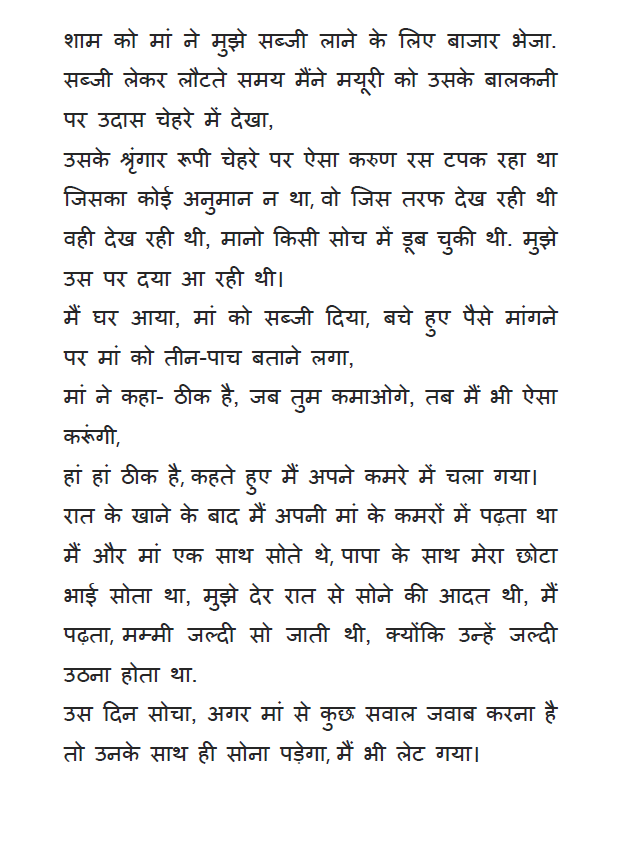 शाम को मां ने मुझे सब्जी लाने के लिए बाजार भेजा.
सब्जी लेकर लौटते समय मैंने मयूरी को उसके बालकनी
पर उदास चेहरे में देखा,
उसके श्रृंगार रूपी चेहरे पर ऐसा करुण रस टपक रहा था
जिसका कोई अनुमान न था, वो जिस तरफ देख रही थी
वही देख रही थी, मानो किसी सोच में डूब चुकी थी. मुझे
उस पर दया आ रही थी।
मैं घर आया, मां को सब्जी दिया, बचे हुए पैसे मांगने
पर मां को तीन-पाच बताने लगा,
मां ने कहा- ठीक है, जब तुम कमाओगे, तब मैं भी ऐसा
करूंगी,
हां हां ठीक है, कहते हुए मैं अपने कमरे में चला गया।
रात के खाने के बाद मैं अपनी मां के कमरों में पढ़ता था
मैं और मां एक साथ सोते थे, पापा के साथ मेरा छोटा
भाई सोता था, मुझे देर रात से सोने की आदत थी, मैं
पढ़ता, मम्मी जल्दी सो जाती थी, क्योंकि उन्हें जल्दी
उठना होता था.
उस दिन सोचा, अगर मां से कुछ सवाल जवाब करना है
तो उनके साथ ही सोना पड़ेगा, मैं भी लेट गया।